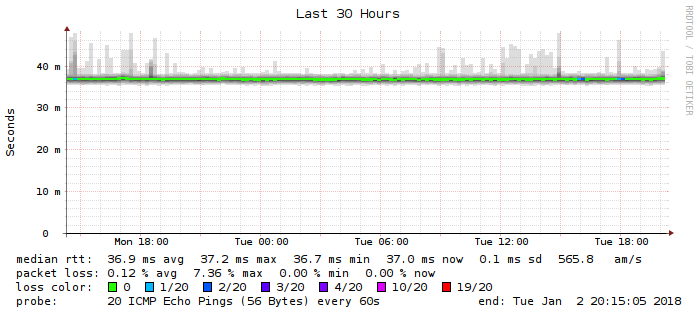 Last 30 Hours
RRDTOOL / TOBI OETIKER
Seconds
40 m
30 m
20 m
10 m
0
Mon 18:00 Tue 00:00 Tue 06:00 Tue 12:00 Tue 18:00
median rtt: 36.9 ms avg 37.2 ms max 36.7 ms min 37.0 ms now 0.1 ms sd 565.8 am/s
packet loss: 0.12 % avg 7.36 % max 0.00 % min 0.00 % now
loss color: 0 1/20 2/20 3/20 4/20 10/20 19/20
probe: 20 ICMP Echo Pings (56 Bytes) every 60s end: Tue Jan 2 20:15:05 2018